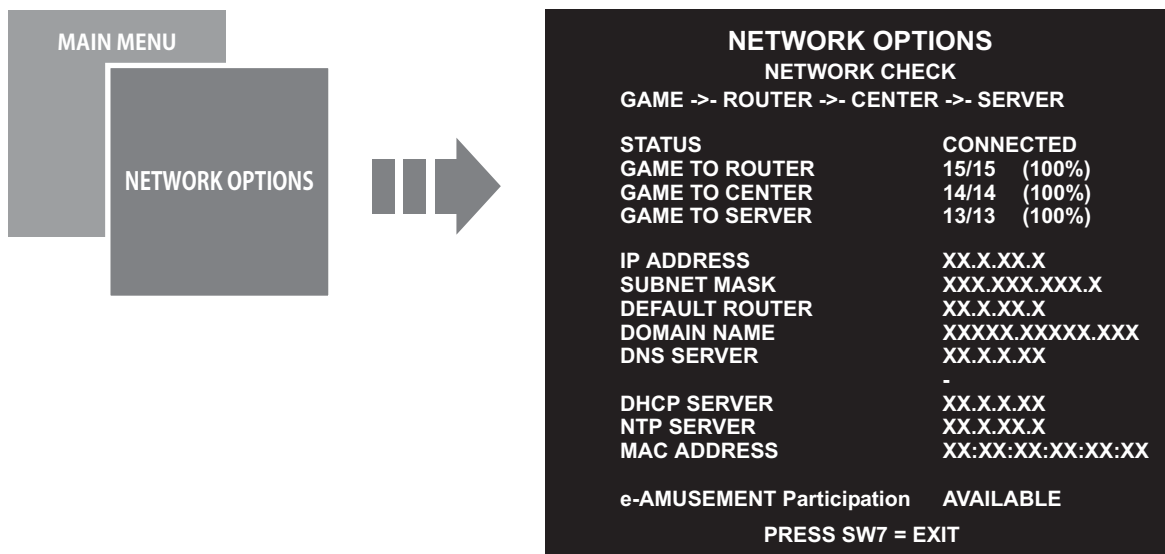 MAIN MENU
NETWORK OPTIONS
NETWORK OPTIONS
NETWORK CHECK
GAME ->- ROUTER ->- CENTER ->- SERVER
STATUS CONNECTED
GAME TO ROUTER 15/15 (100%)
GAME TO CENTER 14/14 (100%)
GAME TO SERVER 13/13 (100%)
IP ADDRESS XX.X.XX.X
SUBNET MASK XXX.XXX.XXX.X
DEFAULT ROUTER XX.X.XX.X
DOMAIN NAME XXXXX.XXXXX.XXX
DNS SERVER XX.X.X.XX
-
DHCP SERVER XX.X.X.XX
NTP SERVER XX.X.XX.X
MAC ADDRESS XX:XX:XX:XX:XX:XX
e-AMUSEMENT Participation AVAILABLE
PRESS SW7 = EXIT